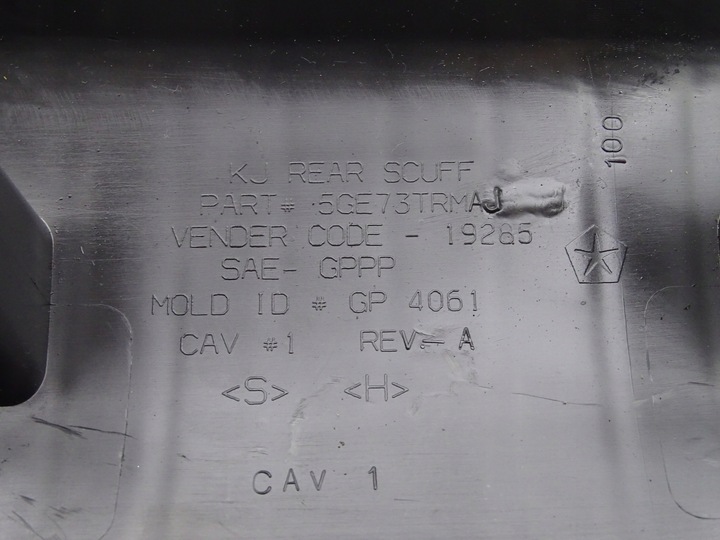 KJ REAR SCUFF
PART# 5GE73TRMAJ
VENDER CODE - 19285
SAE- GPPP
MOLD ID # GP 4061
CAV #1 REV- A
<S> <H>
CAV 1
100